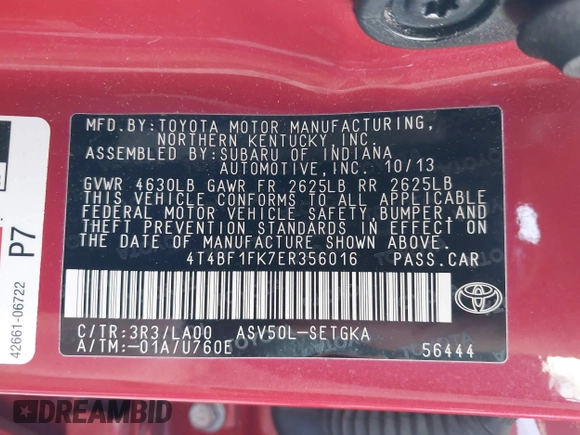 MFD.BY:TOYOTA MOTOR MANUFACTURING,
NORTHERN KENTUCKY, INC.
ASSEMBLED BY:SUBARU OF INDIANA
AUTOMOTIVE,INC. 10/13
GVWR 4630LB GAWR FR 2625LB RR 2625LB
THIS VEHICLE CONFORMS TO ALL APPLICABLE
FEDERAL MOTOR VEHICLE SAFETY,BUMPER,AND
THEFT PREVENTION STANDARDS IN EFFECT ON
THE DATE OF MANUFACTURE SHOWN ABOVE.
4T4BF1FK7ER356016 PASS.CAR
C/TR:3R3/LA00 ASV50L-SETGKA
A/TM:-01A/U760E 56444
P7
42661-06722
DREAMBID